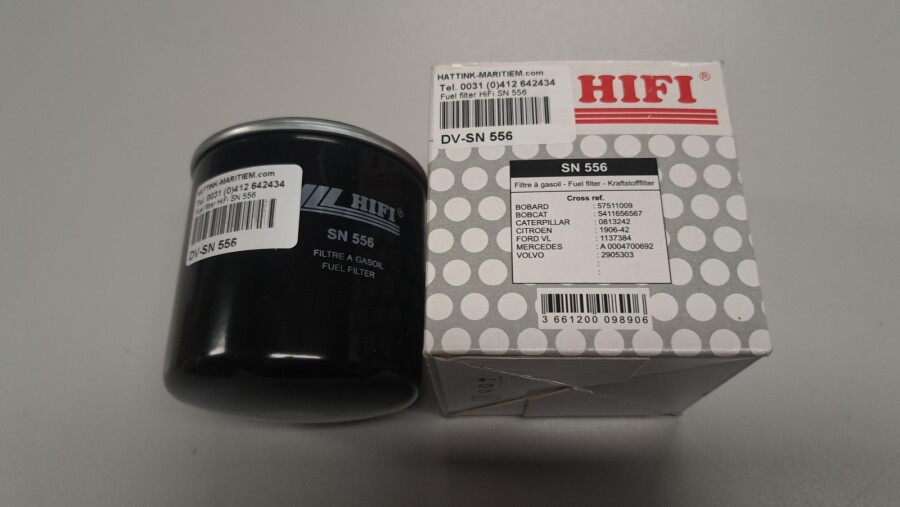 HATTINK-MARITIEM.com
Tel. 0031 (0)412 642434
Fuel filter HiFi SN 556
DV-SN 556
HIFI®
SN 556
FILTRE A GASOIL
FUEL FILTER
HATTINK-MARITIEM.com
Tel. 0031 (0)412 642434
Fuel filter HiFi SN 556
DV-SN 556
HIFI®
SN 556
Filtre à gasoil - Fuel filter - Kraftstofffilter
Cross ref.
BOBARD : 57511009
BOBCAT : 5411656567
CATERPILLAR : 0813242
CITROEN : 1906-42
FORD VL : 1137384
MERCEDES : A 0004700692
VOLVO : 2905303
:
:
3 661200 098906